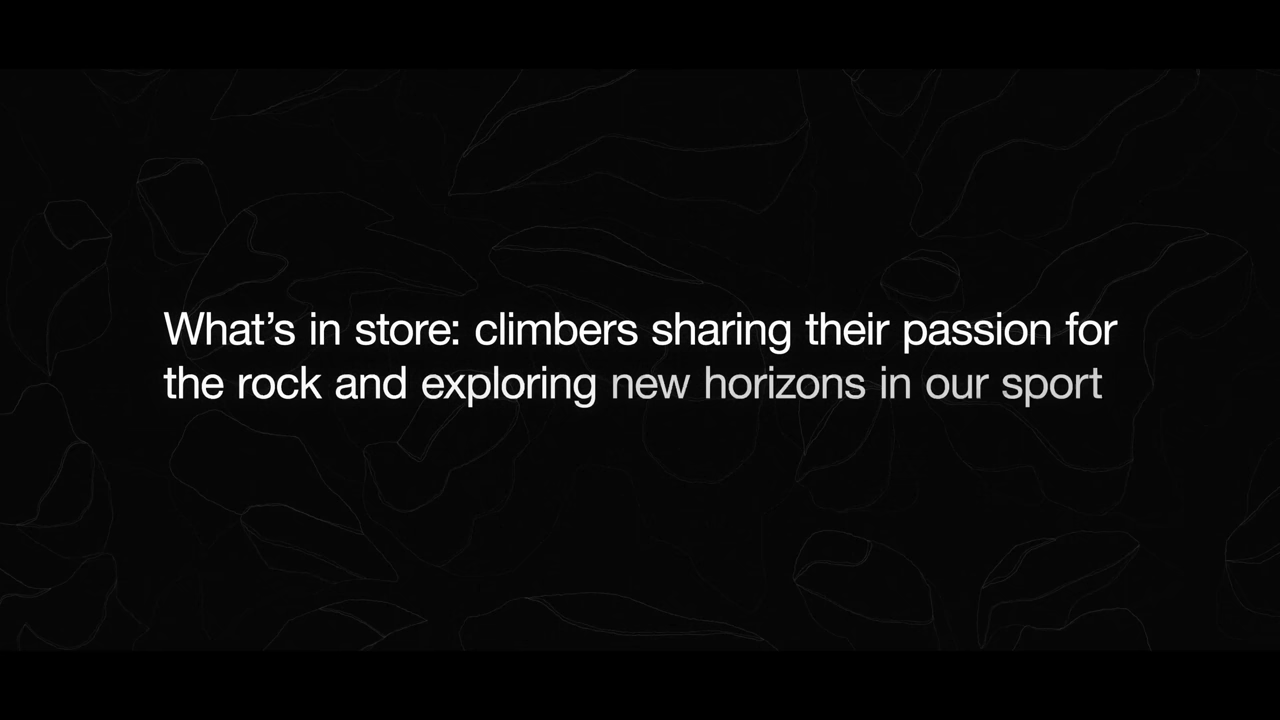 What’s in store: climbers sharing their passion for
the rock and exploring new horizons in our sport